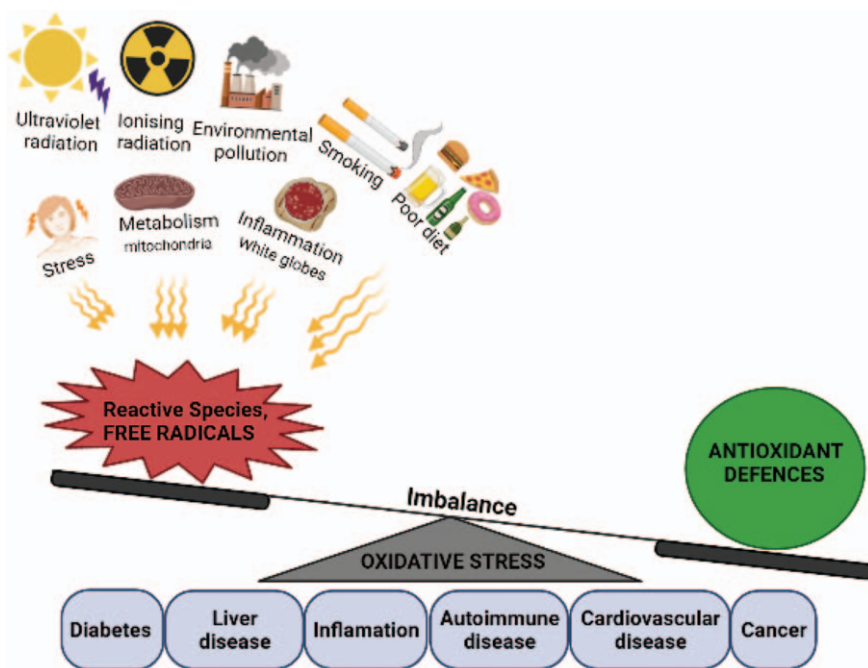 Ultraviolet
radiation
Ionising
radiation
Environmental
pollution
Smoking
Poor diet
Stress
Metabolism
mitochondria
Inflammation
White globes
Reactive Species,
FREE RADICALS
ANTIOXIDANT
DEFENCES
Imbalance
OXIDATIVE STRESS
Diabetes
Liver
disease
Inflamation
Autoimmune
disease
Cardiovascular
disease
Cancer